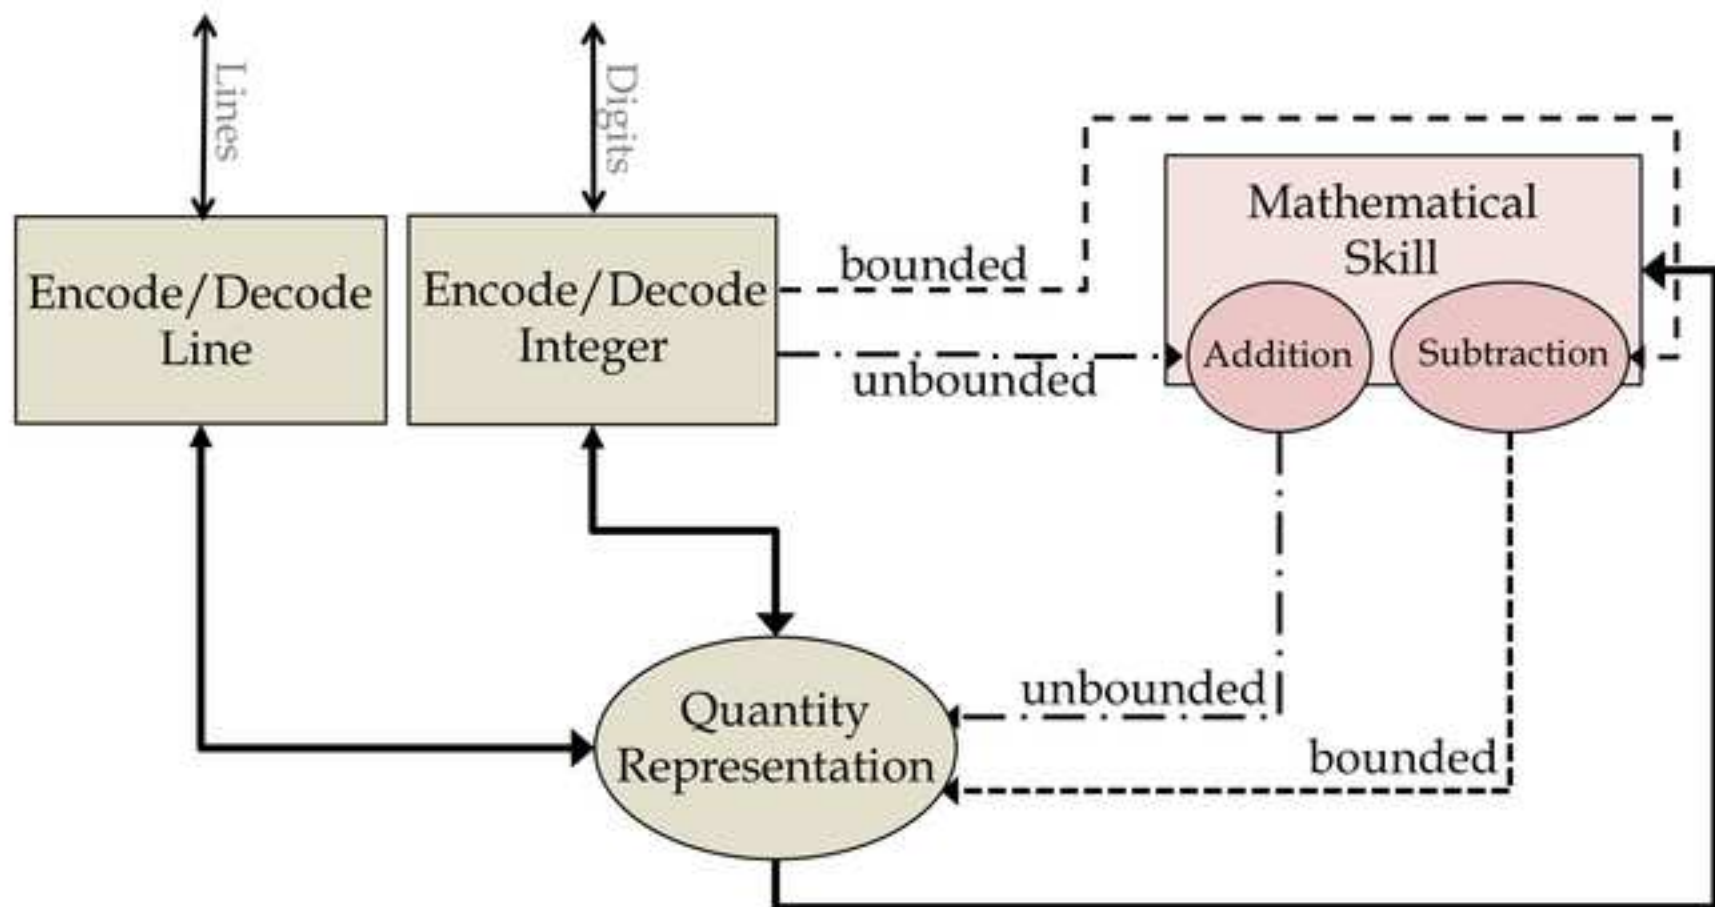 Lines
Digits
Encode/Decode
Line
Encode/Decode
Integer
bounded
unbounded
Mathematical
Skill
Addition
Subtraction
unbounded
bounded
Quantity
Representation